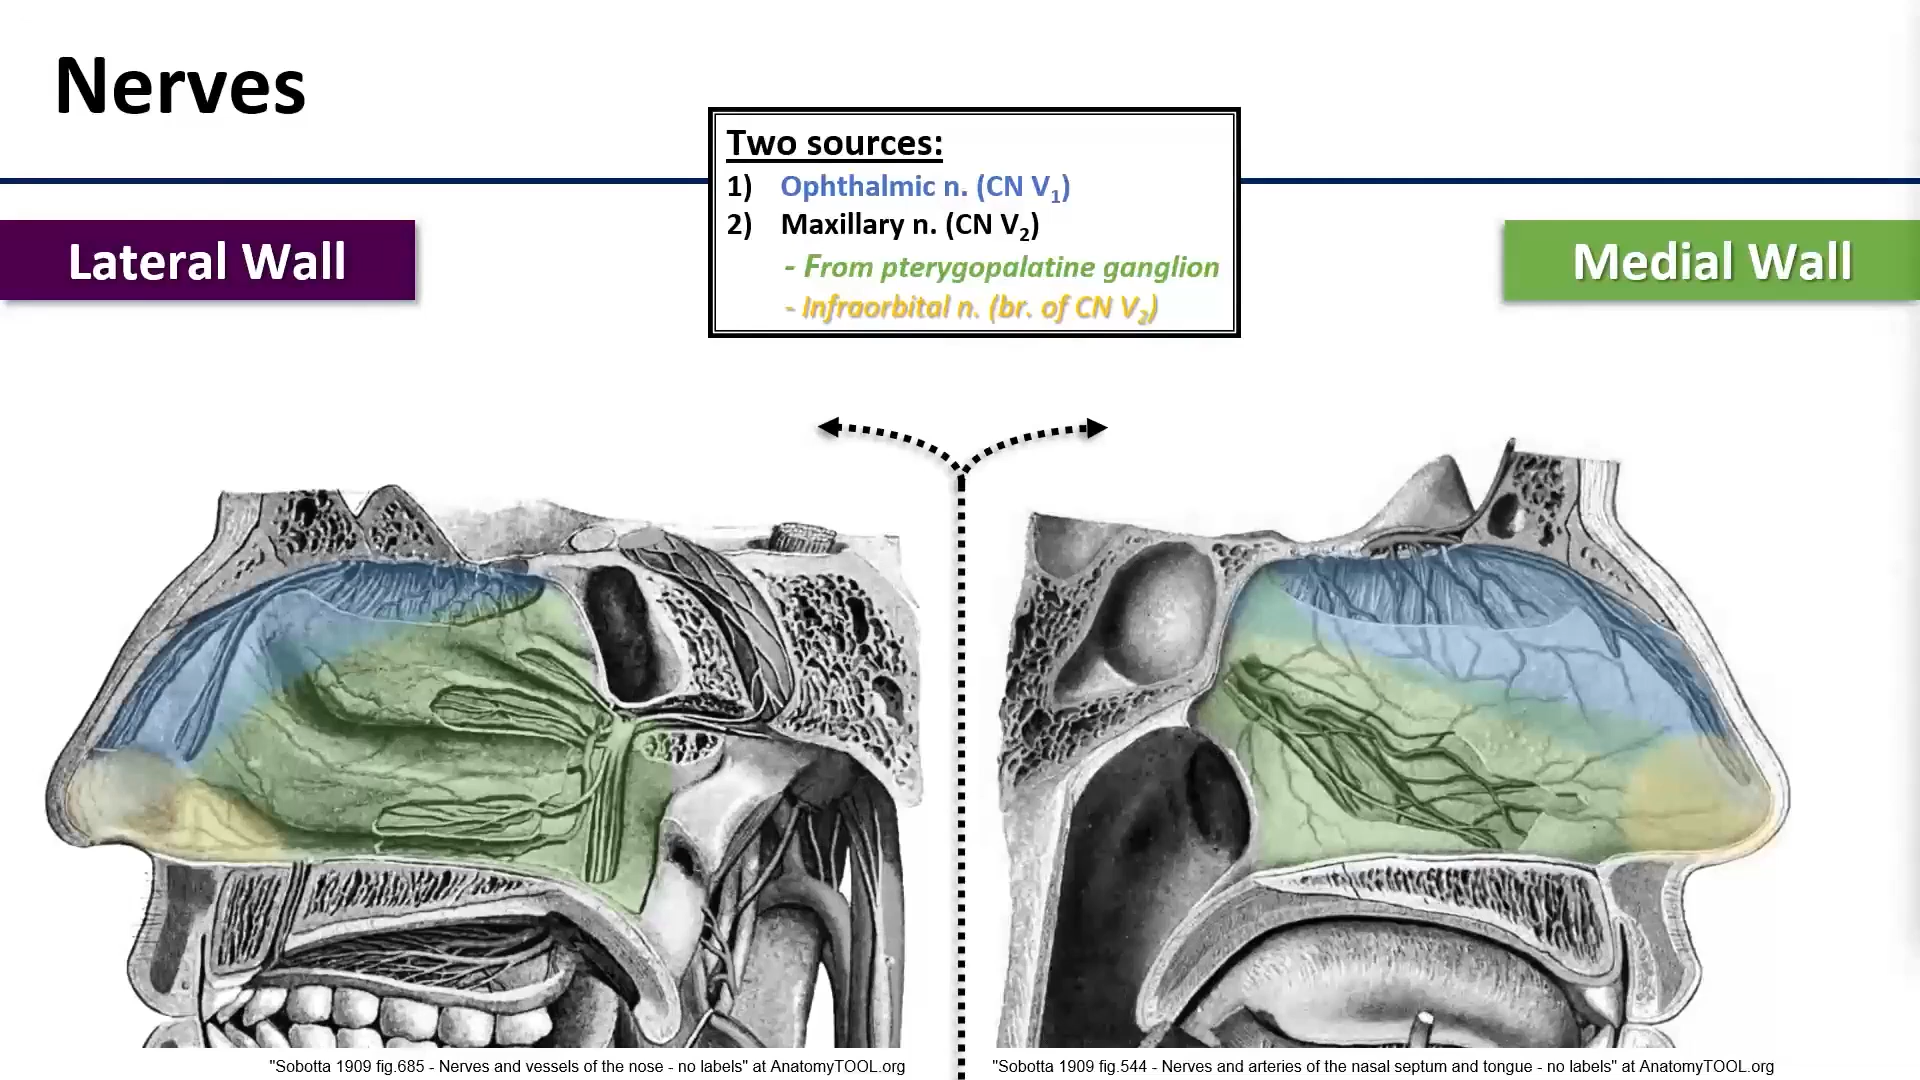 Nerves
Two sources:
1) Ophthalmic n. (CN V₁)
2) Maxillary n. (CN V₂)
- From pterygopalatine ganglion
- Infraorbital n. (br. of CN V₂)
Lateral Wall
Medial Wall
"Sobotta 1909 fig.685 - Nerves and vessels of the nose - no labels" at AnatomyTOOL.org
"Sobotta 1909 fig.544 - Nerves and arteries of the nasal septum and tongue - no labels" at AnatomyTOOL.org